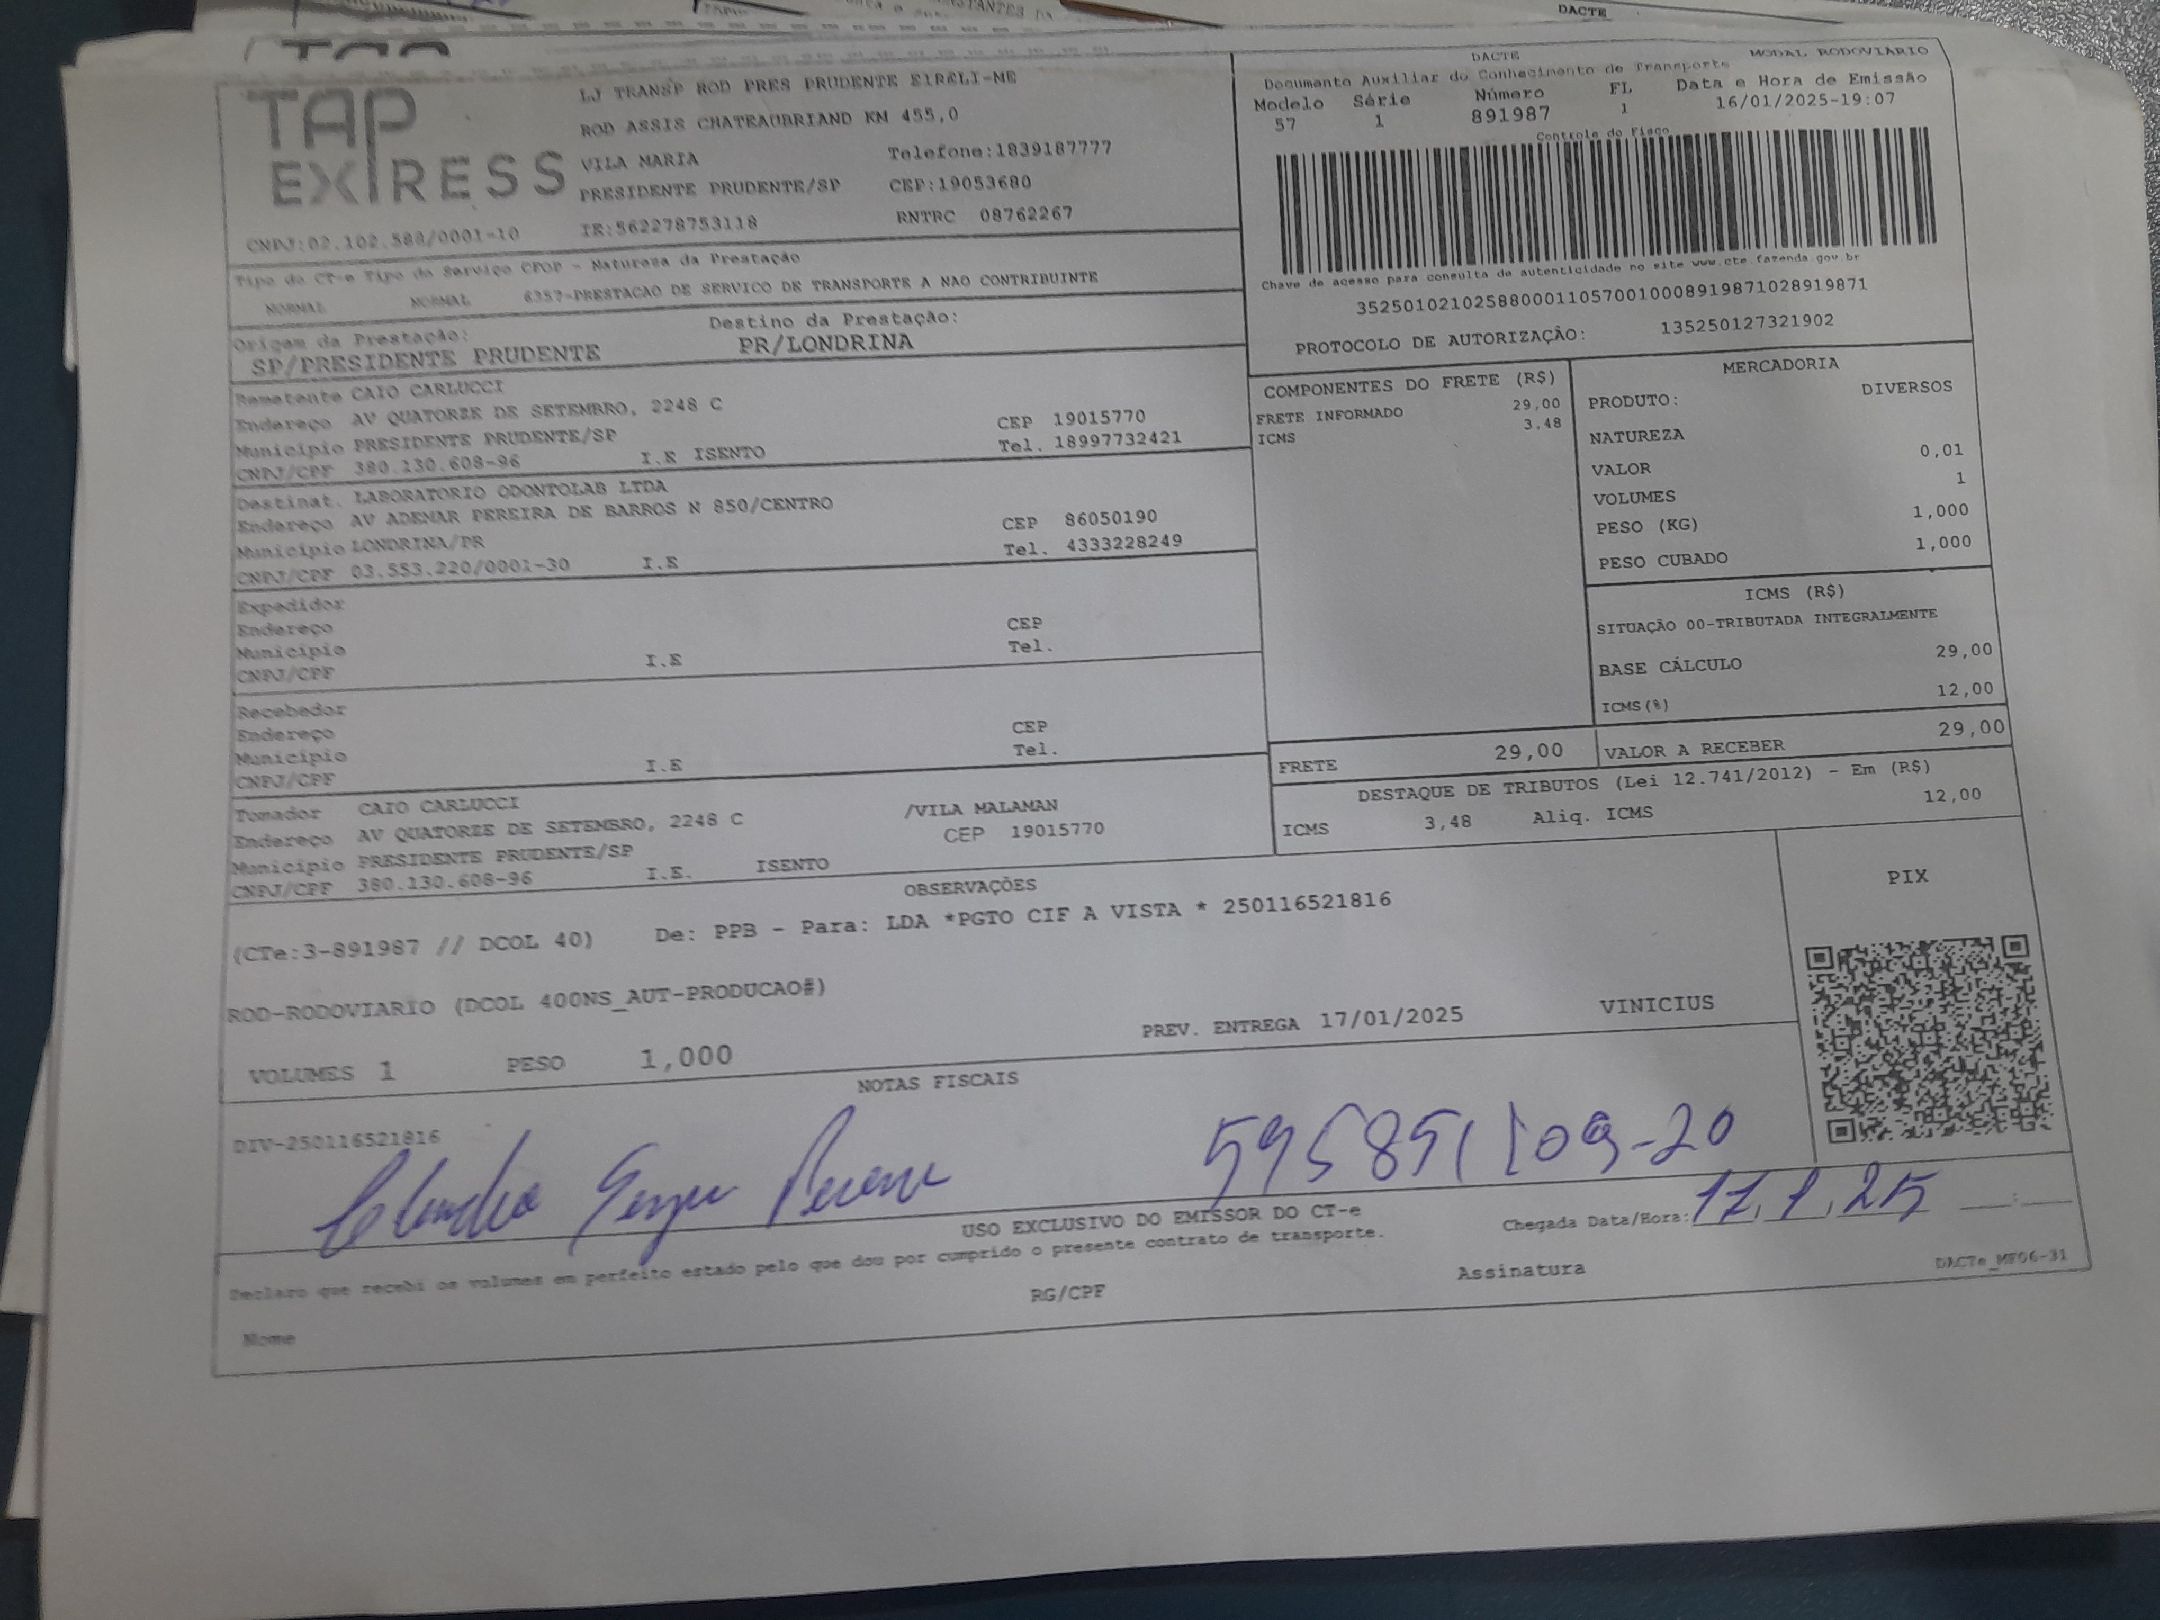 DACTE
TAP EXPRESS
LJ TRANSP ROD PRES PRUDENTE EIRELI-ME
ROD ASSIS CHATEAUBRIAND KM 455,0
VILA MARIA Telefone:1839187777
PRESIDENTE PRUDENTE/SP CEP:19053680
CNPJ:02.102.588/0001-10 IE:562278753118 RNTRC 08762267
DACTE MODAL RODOVIÁRIO
Documento Auxiliar do Conhecimento de Transporte
Modelo Série Número FL Data e Hora de Emissão
57 1 891987 1 16/01/2025-19:07
Controle do Fisco
Chave de acesso para consulta de autenticidade no site www.cte.fazenda.gov.br
35250102102588000110570010008919871028919871
PROTOCOLO DE AUTORIZAÇÃO: 135250127321902
Tipo do CT-e Tipo do Serviço CFOP - Natureza da Prestação
NORMAL NORMAL 6357-PRESTACAO DE SERVICO DE TRANSPORTE A NAO CONTRIBUINTE
Origem da Prestação: Destino da Prestação:
SP/PRESIDENTE PRUDENTE PR/LONDRINA
Remetente CAIO CARLUCCI
Endereço AV QUATORZE DE SETEMBRO, 2248 C CEP 19015770
Município PRESIDENTE PRUDENTE/SP Tel. 18997732421
CNPJ/CPF 380.130.608-96 I.E ISENTO
Destinat. LABORATORIO ODONTOLAB LTDA
Endereço AV ADEMAR PEREIRA DE BARROS N 850/CENTRO CEP 86050190
Município LONDRINA/PR Tel. 4333228249
CNPJ/CPF 03.553.220/0001-30 I.E
Expedidor
Endereço CEP
Município Tel.
CNPJ/CPF I.E
Recebedor
Endereço CEP
Município Tel.
CNPJ/CPF I.E
Tomador CAIO CARLUCCI /VILA MALAMAN
Endereço AV QUATORZE DE SETEMBRO, 2248 C CEP 19015770
Município PRESIDENTE PRUDENTE/SP
CNPJ/CPF 380.130.608-96 I.E. ISENTO
COMPONENTES DO FRETE (R$)
FRETE INFORMADO 29,00
ICMS 3,48
MERCADORIA
PRODUTO: DIVERSOS
NATUREZA
VALOR 0,01
VOLUMES 1
PESO (KG) 1,000
PESO CUBADO 1,000
ICMS (R$)
SITUAÇÃO 00-TRIBUTADA INTEGRALMENTE
BASE CÁLCULO 29,00
ICMS(%) 12,00
FRETE 29,00 VALOR A RECEBER 29,00
DESTAQUE DE TRIBUTOS (Lei 12.741/2012) - Em (R$)
ICMS 3,48 Aliq. ICMS 12,00
OBSERVAÇÕES
(CTe:3-891987 // DCOL 40) De: PPB - Para: LDA *PGTO CIF A VISTA * 250116521816
ROD-RODOVIARIO (DCOL 400NS_AUT-PRODUCAO#)
PREV. ENTREGA 17/01/2025 VINICIUS
VOLUMES 1 PESO 1,000
PIX
NOTAS FISCAIS
DIV-250116521816
595851109-20
USO EXCLUSIVO DO EMISSOR DO CT-e
Chegada Data/Hora: 17,1,25 __:__
Declaro que recebi os volumes em perfeito estado pelo que dou por cumprido o presente contrato de transporte.
Nome RG/CPF Assinatura DACTe_MF06-31